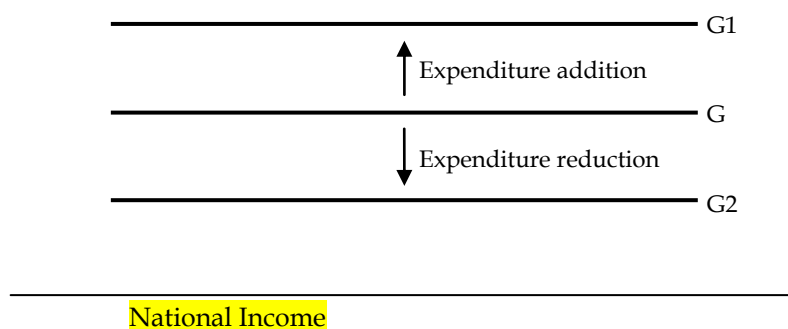 G1
Expenditure addition
G
Expenditure reduction
G2
National Income